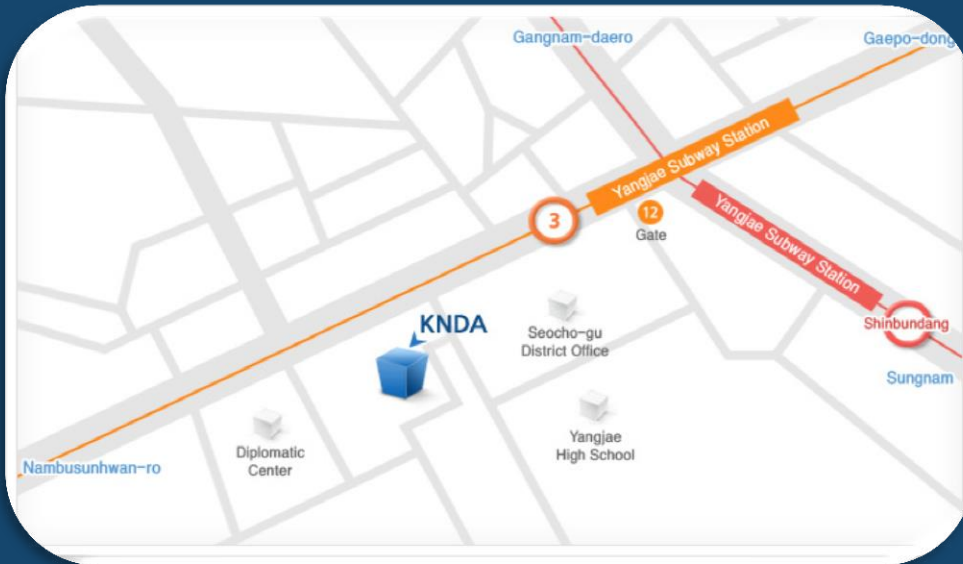 Gangnam-daero
Gaepo-dong
Yangjae Subway Station
3
12
Gate
Yangjae Subway Station
Shinbundang
Sungnam
KNDA
Seocho-gu
District Office
Yangjae
High School
Diplomatic
Center
Nambusunhwan-ro